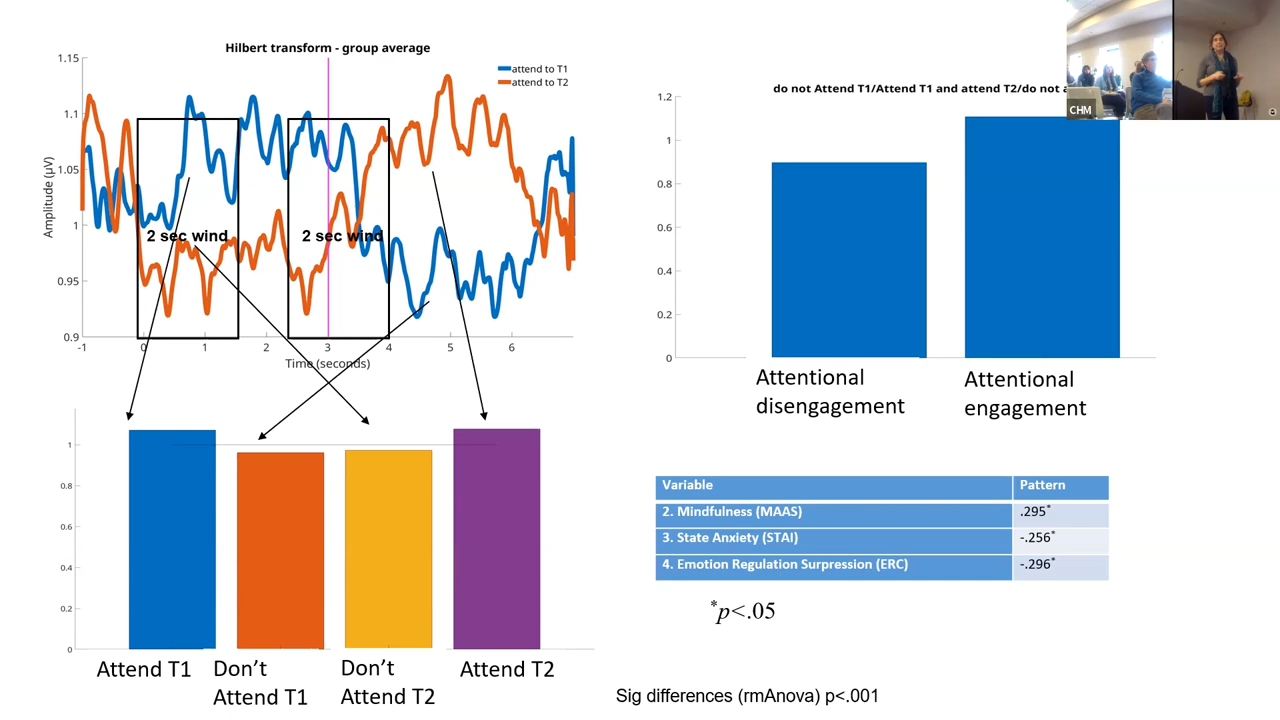 Hilbert transform - group average
attend to T1
attend to T2
1.15
1.1
1.05
1
0.95
0.9
Amplitude (μV)
2 sec wind
2 sec wind
-1
0
1
2
3
4
5
6
Time (seconds)
1
0.8
0.6
0.4
0.2
0
Attend T1
Don't
Attend T1
Don't
Attend T2
Attend T2
do not Attend T1/Attend T1 and attend T2/do not a
CHM
1.2
1
0.8
0.6
0.4
0.2
0
Attentional
disengagement
Attentional
engagement
Variable Pattern
2. Mindfulness (MAAS) .295*
3. State Anxiety (STAI) -.256*
4. Emotion Regulation Surpression (ERC) -.296*
*p<.05
Sig differences (rmAnova) p<.001